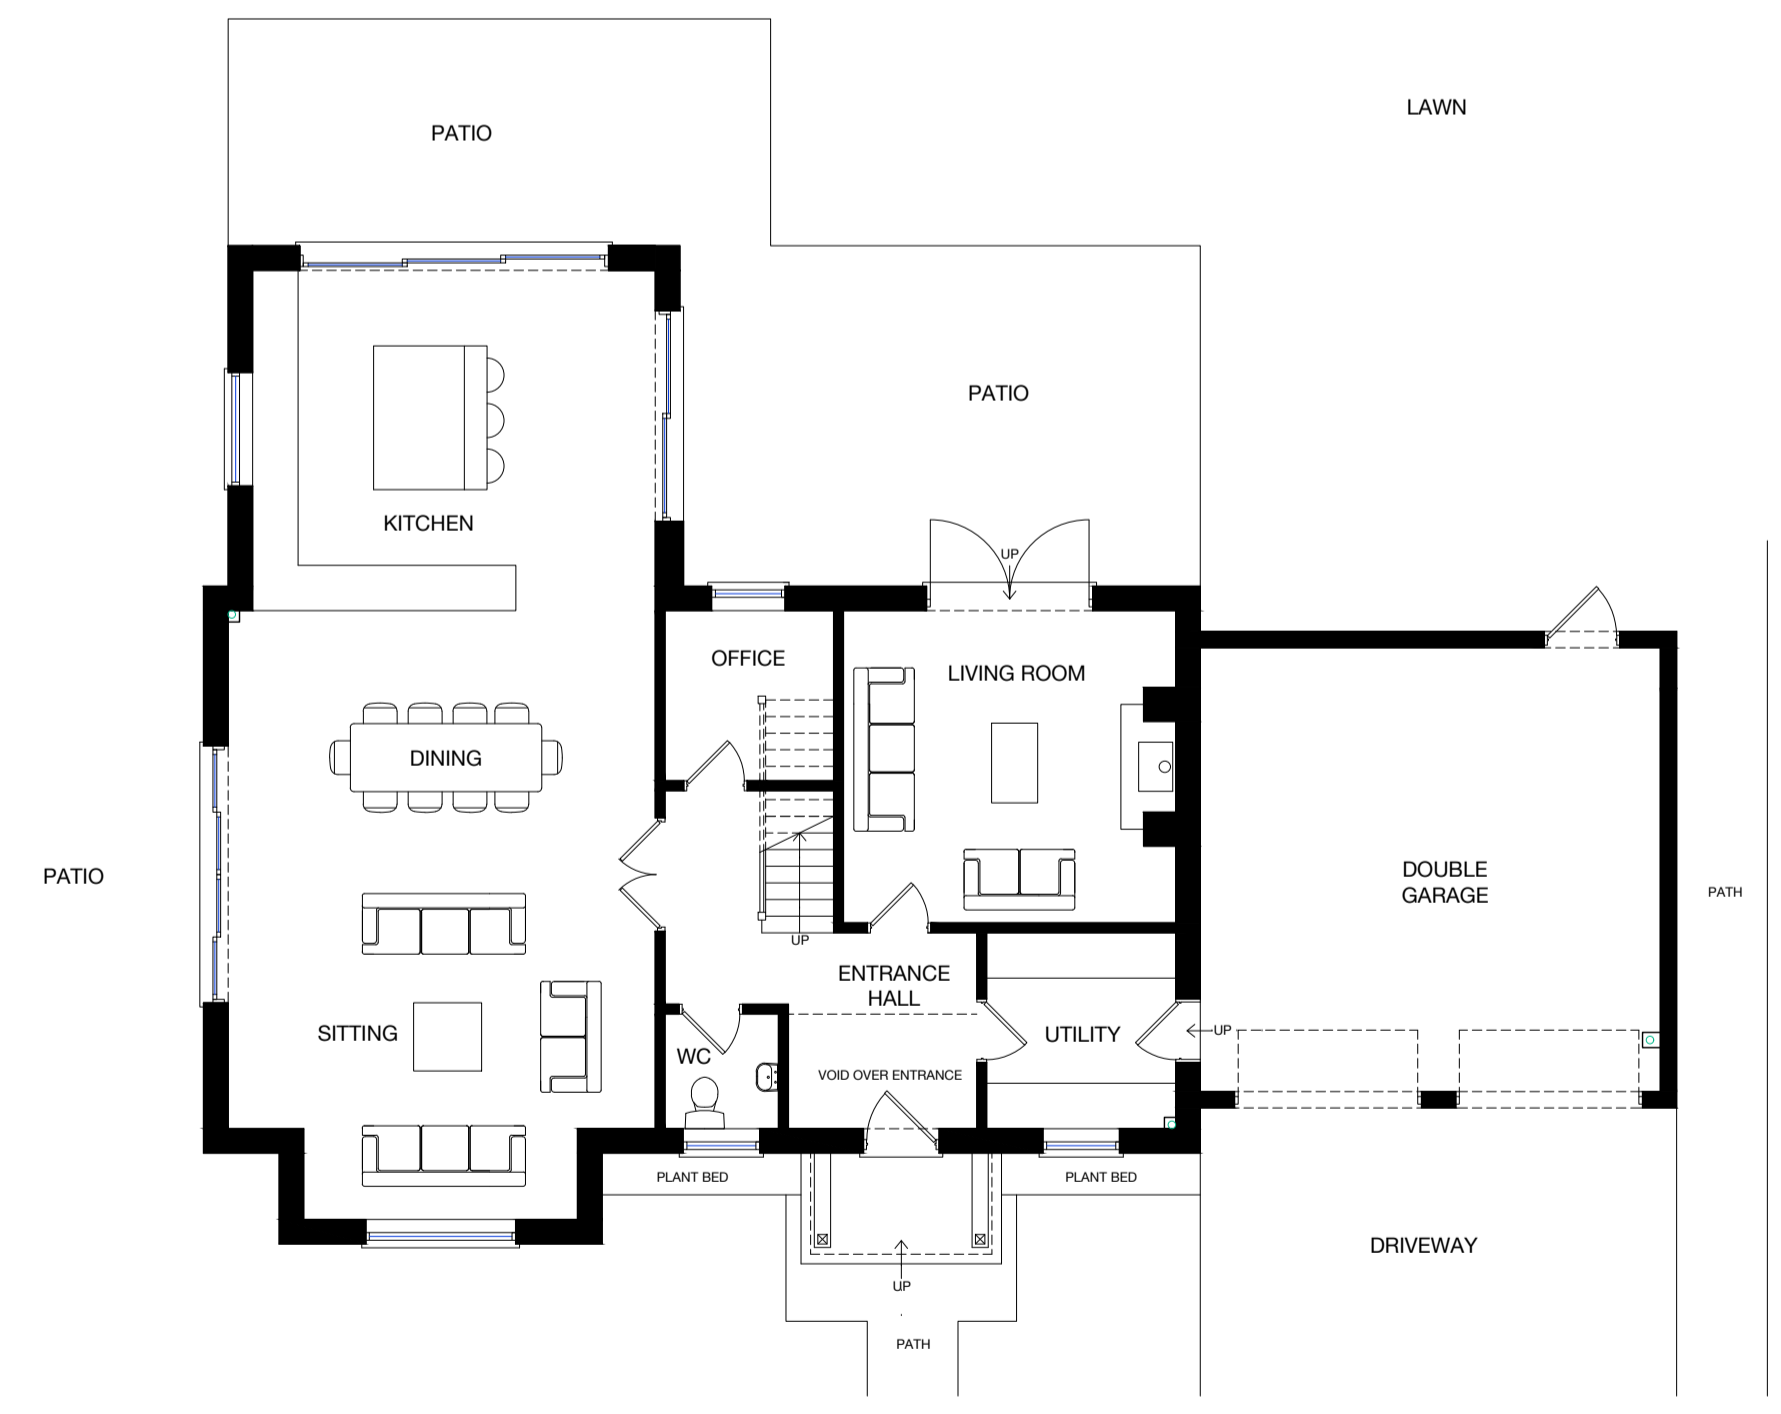 LAWN
PATIO
PATIO
KITCHEN
UP
OFFICE
LIVING ROOM
DINING
PATIO
DOUBLE
GARAGE
PATH
UP
ENTRANCE
HALL
SITTING
UTILITY
UP
WC
VOID OVER ENTRANCE
PLANT BED
PLANT BED
DRIVEWAY
UP
PATH